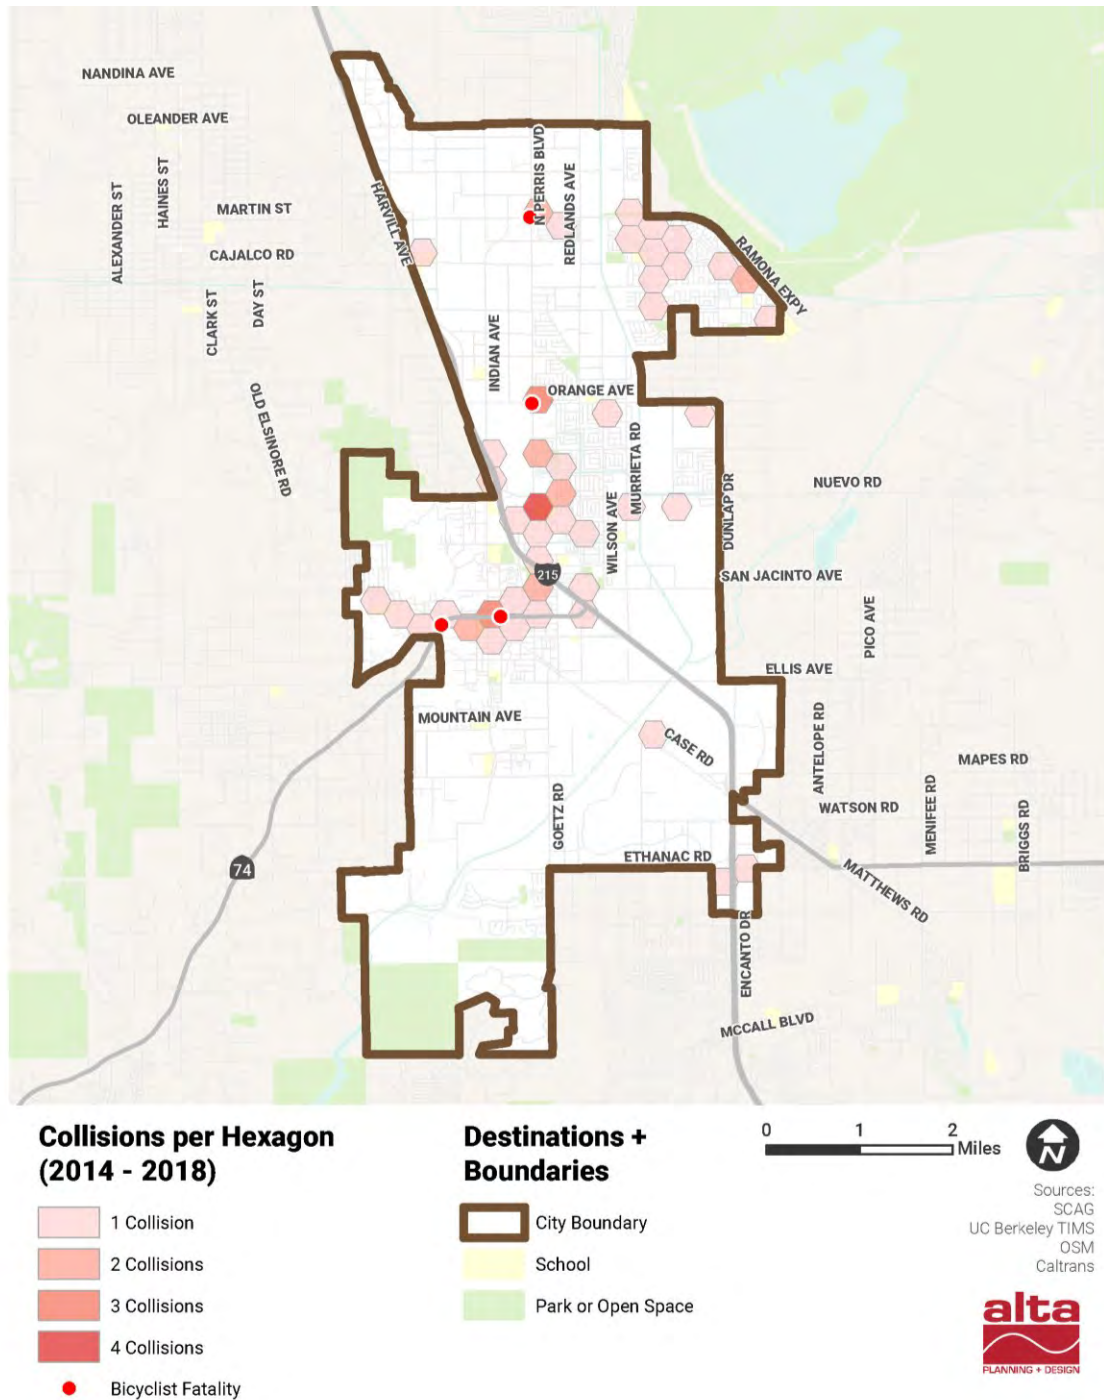 NANDINA AVE
OLEANDER AVE
N PERRIS BLVD
REDLANDS AVE
HAINES ST
ALEXANDER ST
MARTIN ST
HARVILL AVE
CAJALCO RD
RAMONA EXPY
DAY ST
CLARK ST
INDIAN AVE
ORANGE AVE
OLD ELSINORE RD
MURRIETA RD
NUEVO RD
DUNLAP DR
WILSON AVE
215
SAN JACINTO AVE
PICO AVE
ELLIS AVE
MOUNTAIN AVE
CASE RD
ANTELOPE RD
MAPES RD
WATSON RD
MENIFEE RD
BRIGGS RD
GOETZ RD
ETHANAC RD
74
MATTHEWS RD
ENCANTO DR
MCCALL BLVD
Collisions per Hexagon
(2014 - 2018)
1 Collision
2 Collisions
3 Collisions
4 Collisions
Bicyclist Fatality
Destinations +
Boundaries
City Boundary
School
Park or Open Space
0 1 2
Miles
N
Sources:
SCAG
UC Berkeley TIMS
OSM
Caltrans
alta
PLANNING + DESIGN